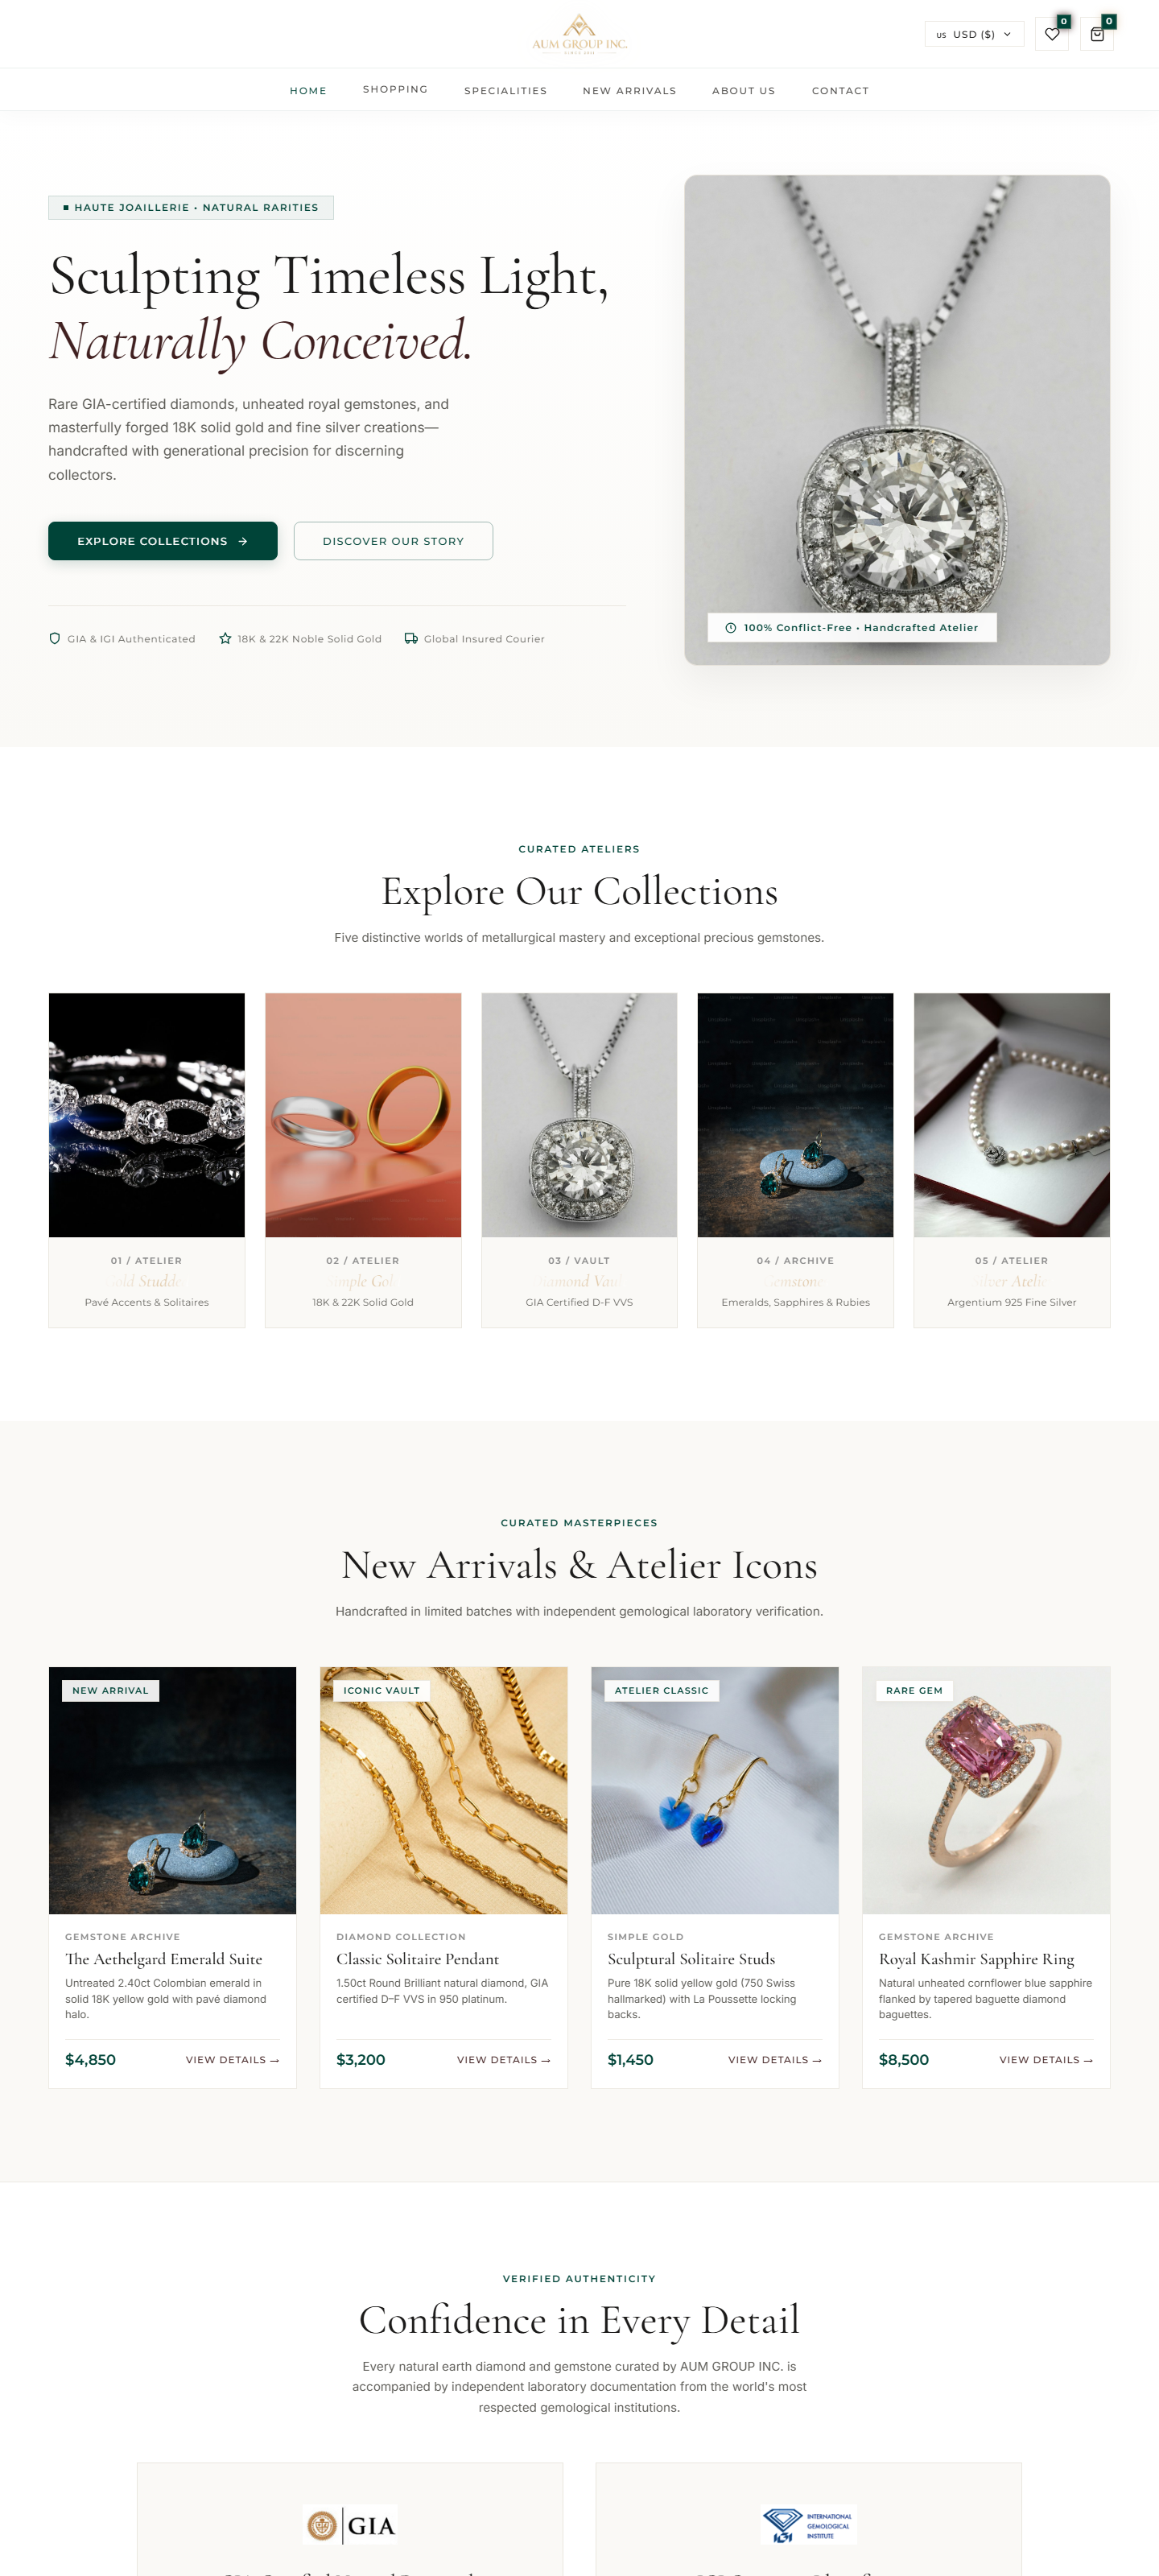 AUM GROUP INC.
US USD ($)
0
0
HOME
SHOPPING
SPECIALITIES
NEW ARRIVALS
ABOUT US
CONTACT
HAUTE JOAILLERIE • NATURAL RARITIES
Sculpting Timeless Light,
Naturally Conceived.
Rare GIA-certified diamonds, unheated royal gemstones, and
masterfully forged 18K solid gold and fine silver creations—
handcrafted with generational precision for discerning
collectors.
EXPLORE COLLECTIONS →
DISCOVER OUR STORY
GIA & IGI Authenticated
18K & 22K Noble Solid Gold
Global Insured Courier
100% Conflict-Free • Handcrafted Atelier
CURATED ATELIERS
Explore Our Collections
Five distinctive worlds of metallurgical mastery and exceptional precious gemstones.
01 / ATELIER
Pavé Accents & Solitaires
02 / ATELIER
18K & 22K Solid Gold
03 / VAULT
GIA Certified D-F VVS
04 / ARCHIVE
Emeralds, Sapphires & Rubies
05 / ATELIER
Argentium 925 Fine Silver
CURATED MASTERPIECES
New Arrivals & Atelier Icons
Handcrafted in limited batches with independent gemological laboratory verification.
NEW ARRIVAL
GEMSTONE ARCHIVE
The Aethelgard Emerald Suite
Untreated 2.40ct Colombian emerald in
solid 18K yellow gold with pavé diamond
halo.
$4,850
VIEW DETAILS →
ICONIC VAULT
DIAMOND COLLECTION
Classic Solitaire Pendant
1.50ct Round Brilliant natural diamond, GIA
certified D–F VVS in 950 platinum.
$3,200
VIEW DETAILS →
ATELIER CLASSIC
SIMPLE GOLD
Sculptural Solitaire Studs
Pure 18K solid yellow gold (750 Swiss
hallmarked) with La Poussette locking
backs.
$1,450
VIEW DETAILS →
RARE GEM
GEMSTONE ARCHIVE
Royal Kashmir Sapphire Ring
Natural unheated cornflower blue sapphire
flanked by tapered baguette diamond
baguettes.
$8,500
VIEW DETAILS →
VERIFIED AUTHENTICITY
Confidence in Every Detail
Every natural earth diamond and gemstone curated by AUM GROUP INC. is
accompanied by independent laboratory documentation from the world's most
respected gemological institutions.
GIA
IGI
INTERNATIONAL
GEMOLOGICAL
INSTITUTE